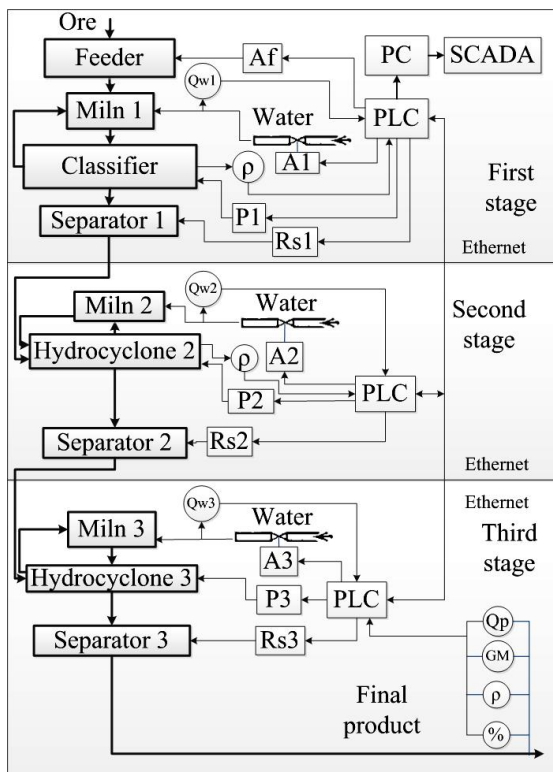 Ore
Feeder
Af
Qw1
PC
SCADA
Miln 1
Water
PLC
Classifier
ρ
A1
First
stage
P1
Separator 1
Rs1
Ethernet
Qw2
Miln 2
Water
Second
stage
Hydrocyclone 2
ρ
A2
P2
PLC
Separator 2
Rs2
Ethernet
Ethernet
Qw3
Miln 3
Water
Third
stage
A3
Hydrocyclone 3
P3
PLC
Qp
Separator 3
Rs3
GM
Final
product
ρ
%